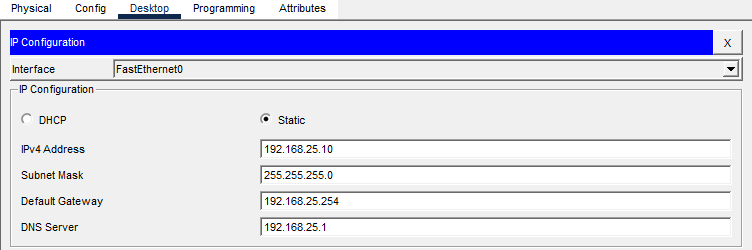 Physical Config Desktop Programming Attributes
IP Configuration X
Interface FastEthernet0
IP Configuration
DHCP Static
IPv4 Address 192.168.25.10
Subnet Mask 255.255.255.0
Default Gateway 192.168.25.254
DNS Server 192.168.25.1